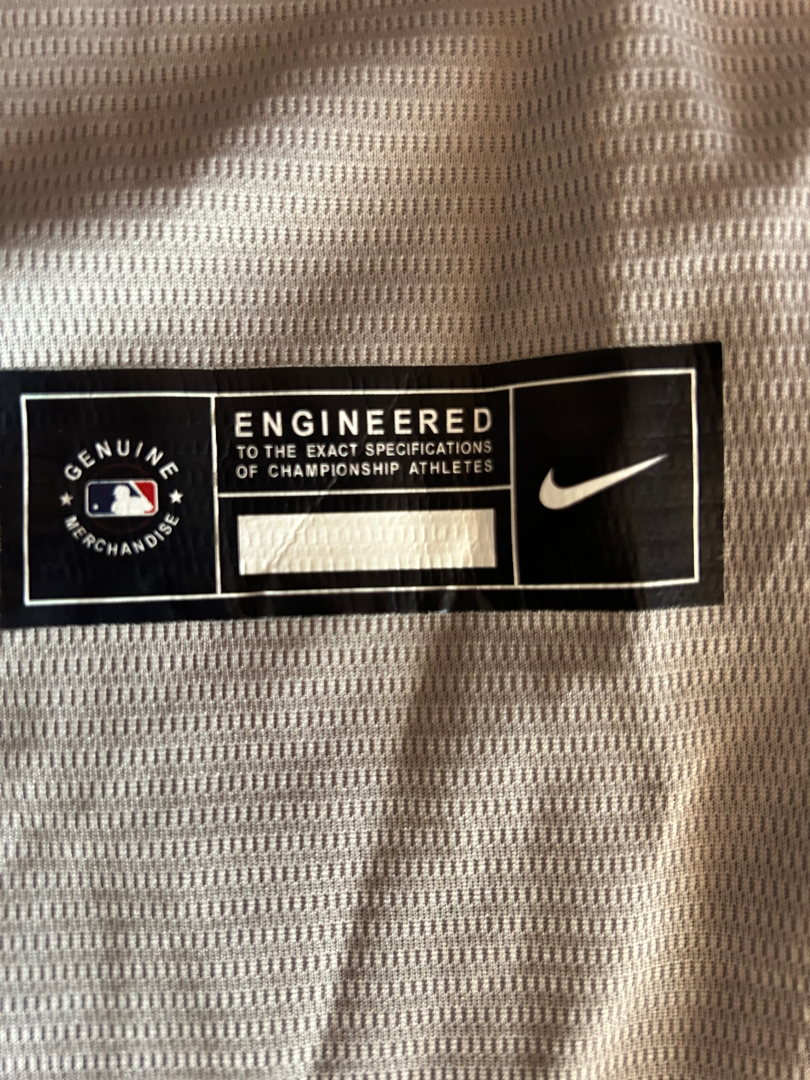 GENUINE
MERCHANDISE
ENGINEERED
TO THE EXACT SPECIFICATIONS
OF CHAMPIONSHIP ATHLETES